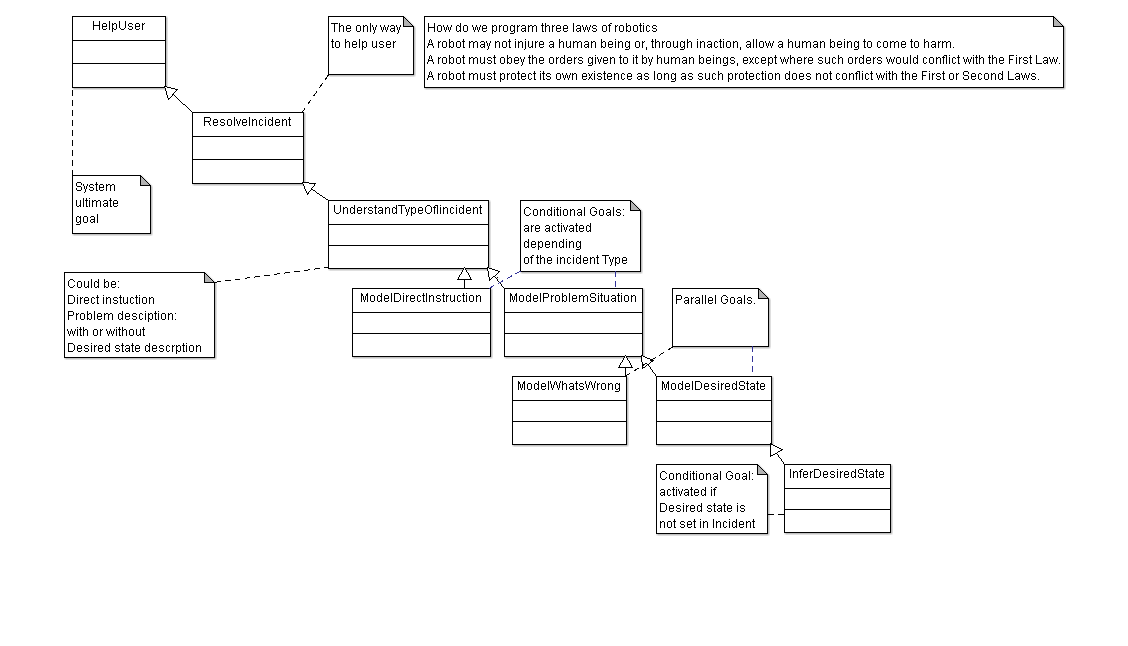 HelpUser
The only way
to help user
How do we program three laws of robotics
A robot may not injure a human being or, through inaction, allow a human being to come to harm.
A robot must obey the orders given to it by human beings, except where such orders would conflict with the First Law.
A robot must protect its own existence as long as such protection does not conflict with the First or Second Laws.
ResolveIncident
System
ultimate
goal
UnderstandTypeOfIincident
Conditional Goals:
are activated
depending
of the incident Type
Could be:
Direct instuction
Problem desciption:
with or without
Desired state descrption
ModelDirectInstruction
ModelProblemSituation
Parallel Goals.
ModelWhatsWrong
ModelDesiredState
Conditional Goal:
activated if
Desired state is
not set in Incident
InferDesiredState